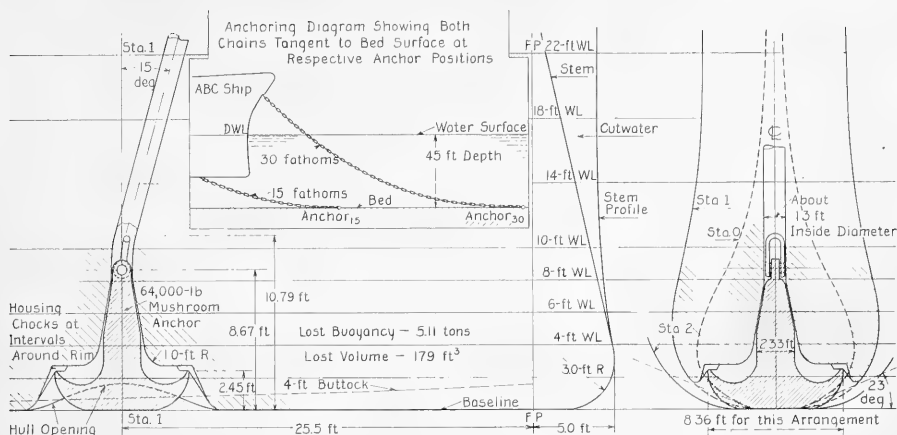 Anchoring Diagram Showing Both
Chains Tangent to Bed Surface at
Respective Anchor Positions
Sta.1
15
deg
ABC Ship
DWL
Water Surface
30 fathoms
45 ft Depth
15 fathoms
Bed
Anchor15
Anchor30
FP
22-ft WL
Stem
18-ft WL
Cutwater
14-ft WL
Stem
Profile
10-ft WL
8-ft WL
6-ft WL
4-ft WL
3.0-ft R
℄
About
1.3 ft
Inside Diameter
Sta 1
Sta.0
Sta 2
2.33 ft
23
deg
8.36 ft for this Arrangement
64,000-lb
Mushroom
Anchor
Housing
Chocks at
Intervals
Around Rim
8.67 ft
10.79 ft
Lost Buoyancy – 5.11 tons
Lost Volume – 179 ft³
1.0-ft R
2.45 ft
4-ft Buttock
Baseline
Hull Opening
Sta. 1
FP
25.5 ft
5.0 ft